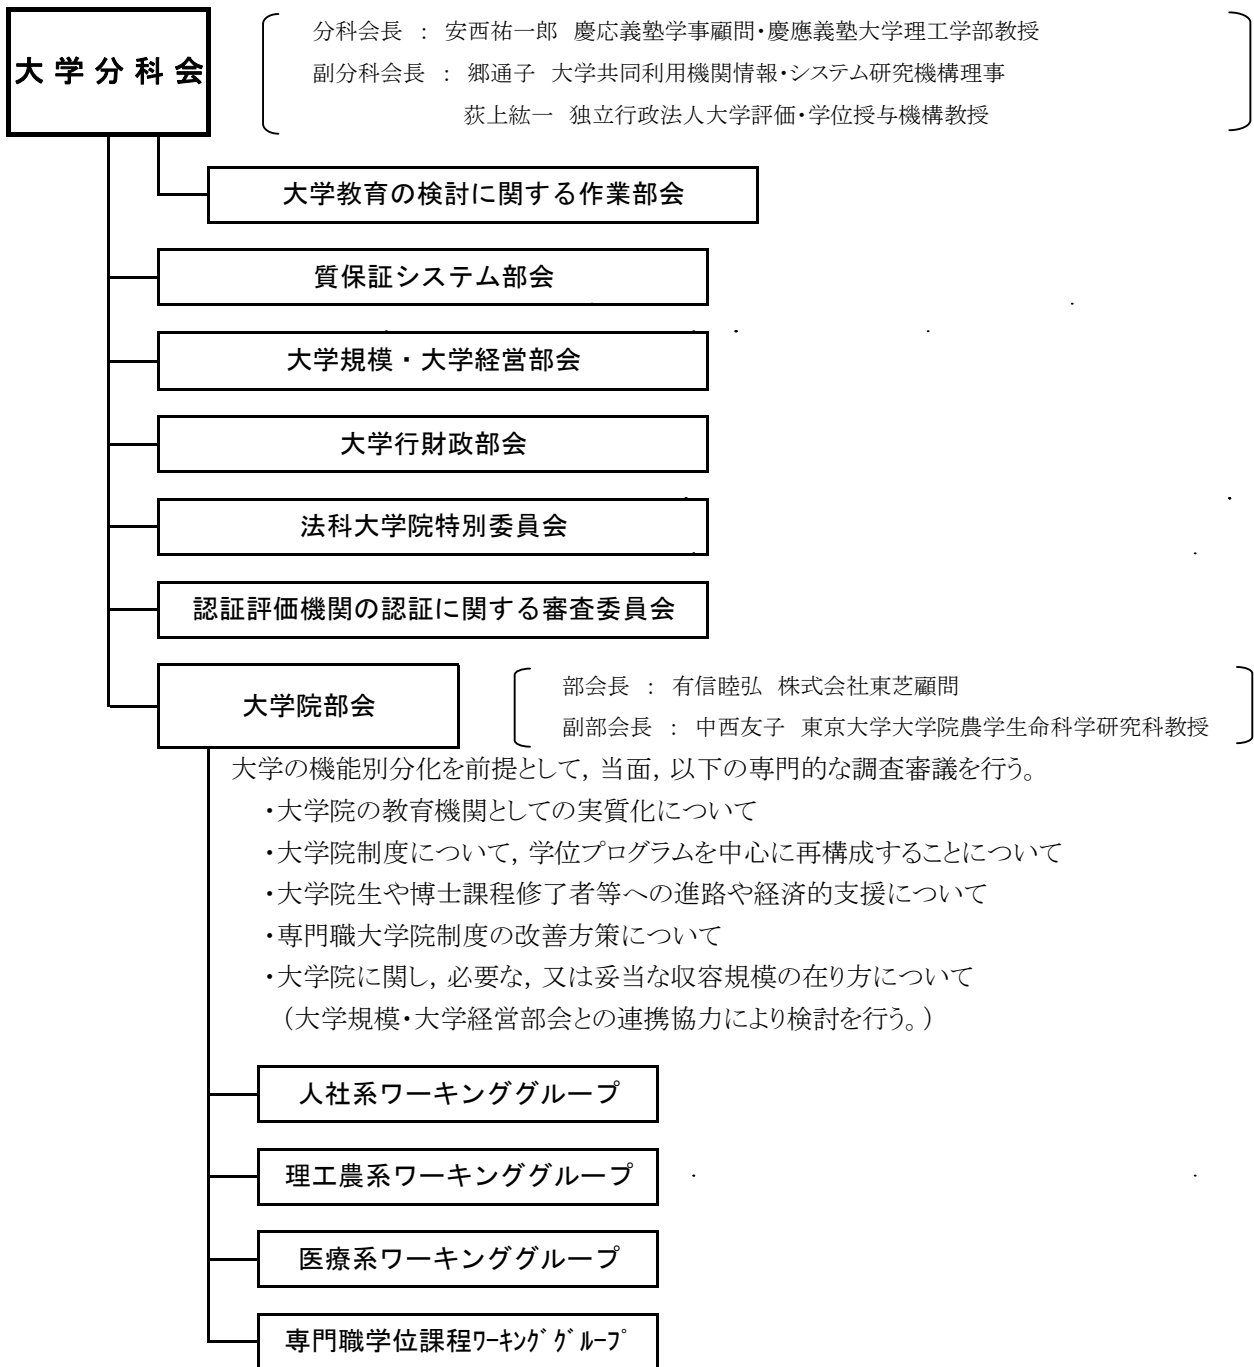 大学分科会
分科会長 : 安西祐一郎 慶応義塾学事顧問・慶應義塾大学理工学部教授
副分科会長 : 郷通子 大学共同利用機関情報・システム研究機構理事
荻上紘一 独立行政法人大学評価・学位授与機構教授
大学教育の検討に関する作業部会
質保証システム部会
大学規模・大学経営部会
大学行財政部会
法科大学院特別委員会
認証評価機関の認証に関する審査委員会
大学院部会
部会長 : 有信睦弘 株式会社東芝顧問
副部会長 : 中西友子 東京大学大学院農学生命科学研究科教授
大学の機能別分化を前提として,当面,以下の専門的な調査審議を行う。
・大学院の教育機関としての実質化について
・大学院制度について,学位プログラムを中心に再構成することについて
・大学院生や博士課程修了者等への進路や経済的支援について
・専門職大学院制度の改善方策について
・大学院に関し,必要な,又は妥当な収容規模の在り方について
(大学規模・大学経営部会との連携協力により検討を行う。)
人社系ワーキンググループ
理工農系ワーキンググループ
医療系ワーキンググループ
専門職学位課程ﾜｰｷﾝｸﾞｸﾞﾙｰﾌﾟ